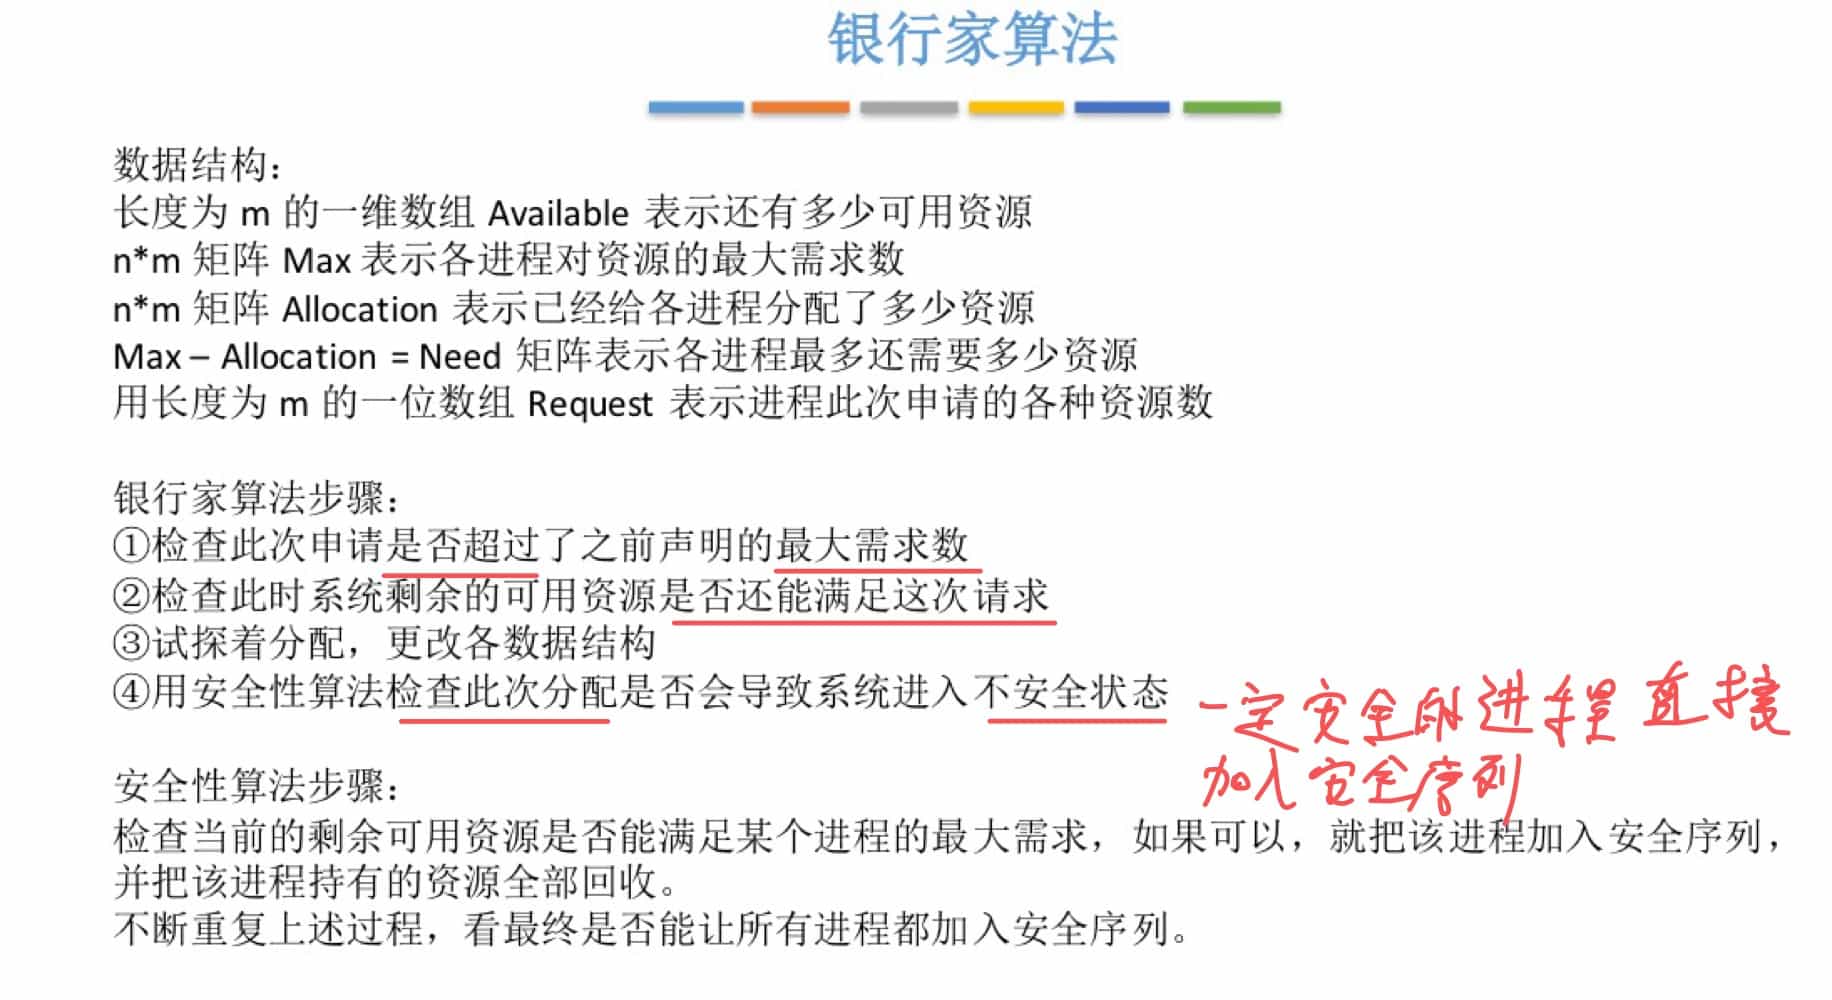 银行家算法
数据结构：
长度为 m 的一维数组 Available 表示还有多少可用资源
n*m 矩阵 Max 表示各进程对资源的最大需求数
n*m 矩阵 Allocation 表示已经给各进程分配了多少资源
Max – Allocation = Need 矩阵表示各进程最多还需要多少资源
用长度为 m 的一位数组 Request 表示进程此次申请的各种资源数
银行家算法步骤：
①检查此次申请是否超过了之前声明的最大需求数
②检查此时系统剩余的可用资源是否还能满足这次请求
③试探着分配，更改各数据结构
④用安全性算法检查此次分配是否会导致系统进入不安全状态
一定安全的进程直接
加入安全序列
安全性算法步骤：
检查当前的剩余可用资源是否能满足某个进程的最大需求，如果可以，就把该进程加入安全序列，
并把该进程持有的资源全部回收。
不断重复上述过程，看最终是否能让所有进程都加入安全序列。